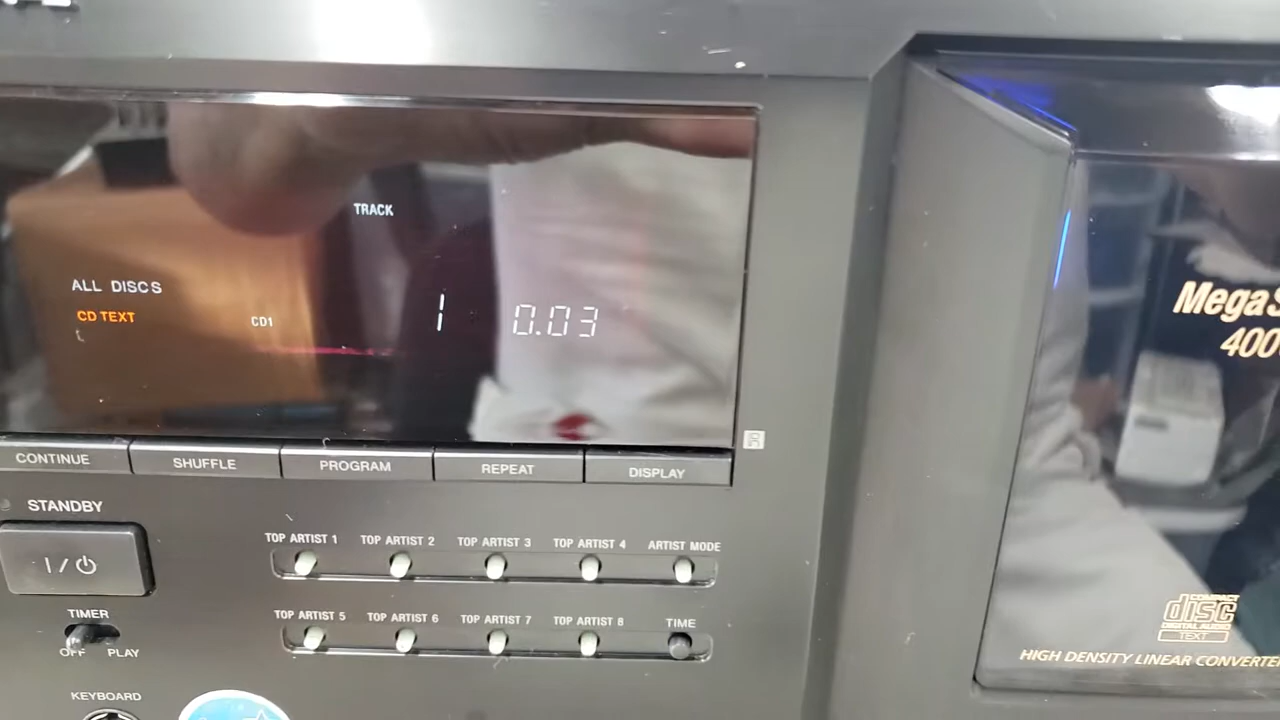 TRACK
ALL DISCS
CD TEXT
CD1
1 0.03
CONTINUE SHUFFLE PROGRAM REPEAT DISPLAY
STANDBY
I / ⏻
TOP ARTIST 1 TOP ARTIST 2 TOP ARTIST 3 TOP ARTIST 4 ARTIST MODE
TOP ARTIST 5 TOP ARTIST 6 TOP ARTIST 7 TOP ARTIST 8 TIME
TIMER
OFF PLAY
KEYBOARD
MegaS
400
COMPACT
disc
DIGITAL AUDIO
TEXT
HIGH DENSITY LINEAR CONVERTE